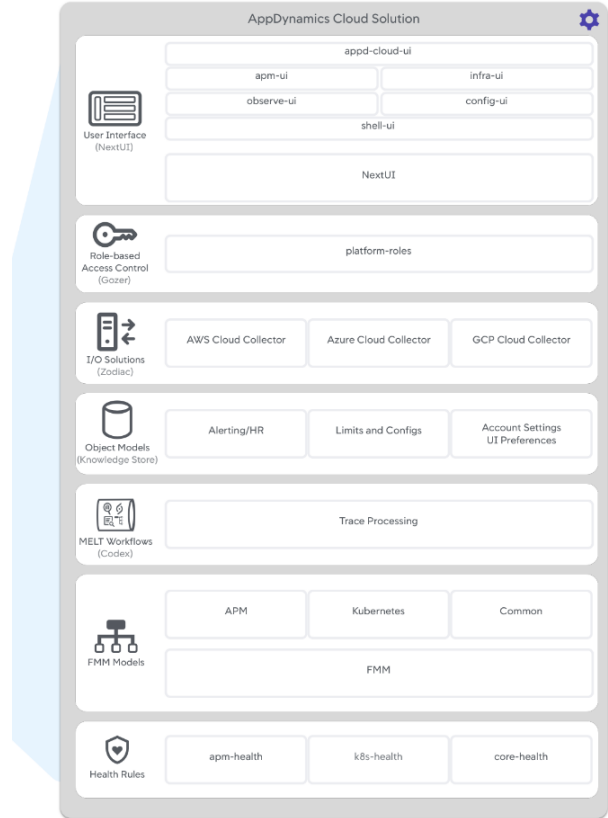 AppDynamics Cloud Solution
appd-cloud-ui
apm-ui
infra-ui
observe-ui
config-ui
shell-ui
NextUI
User Interface
(NextUI)
Role-based
Access Control
(Gozer)
platform-roles
I/O Solutions
(Zodiac)
AWS Cloud Collector
Azure Cloud Collector
GCP Cloud Collector
Object Models
(Knowledge Store)
Alerting/HR
Limits and Configs
Account Settings
UI Preferences
MELT Workflows
(Codex)
Trace Processing
FMM Models
APM
Kubernetes
Common
FMM
Health Rules
apm-health
k8s-health
core-health